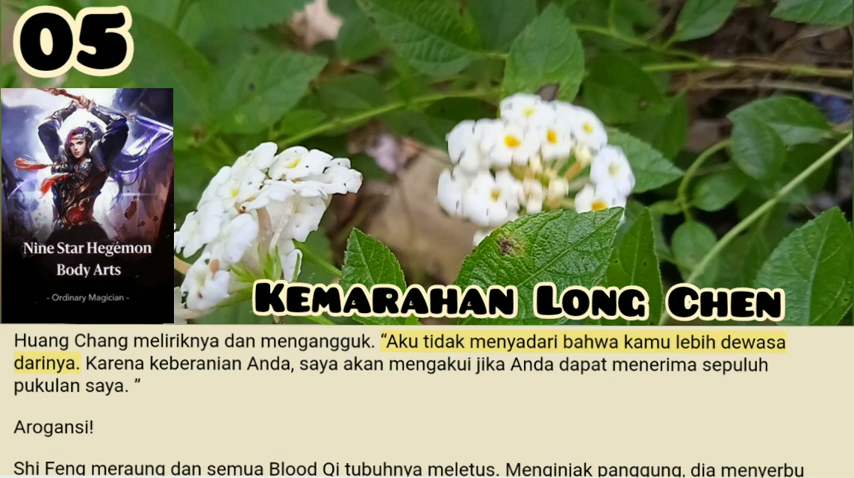 05
Nine Star Hegemon
Body Arts
- Ordinary Magician -
Kemarahan Long Chen
Huang Chang meliriknya dan mengangguk. “Aku tidak menyadari bahwa kamu lebih dewasa
darinya. Karena keberanian Anda, saya akan mengakui jika Anda dapat menerima sepuluh
pukulan saya. ”
Arogansi!
Shi Feng meraung dan semua Blood Qi tubuhnya meletus. Menginjak panggung, dia menyerbu